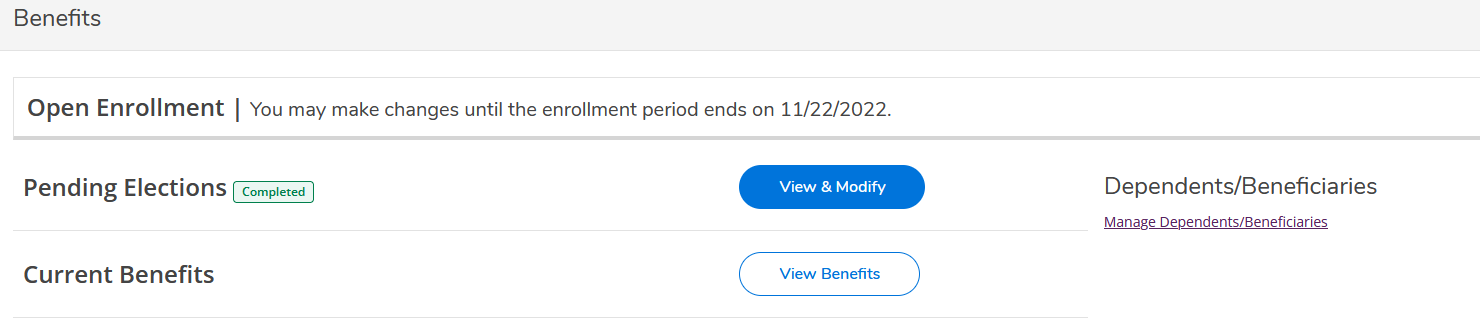 Benefits
Open Enrollment | You may make changes until the enrollment period ends on 11/22/2022.
Pending Elections Completed
View & Modify
Dependents/Beneficiaries
Manage Dependents/Beneficiaries
Current Benefits
View Benefits